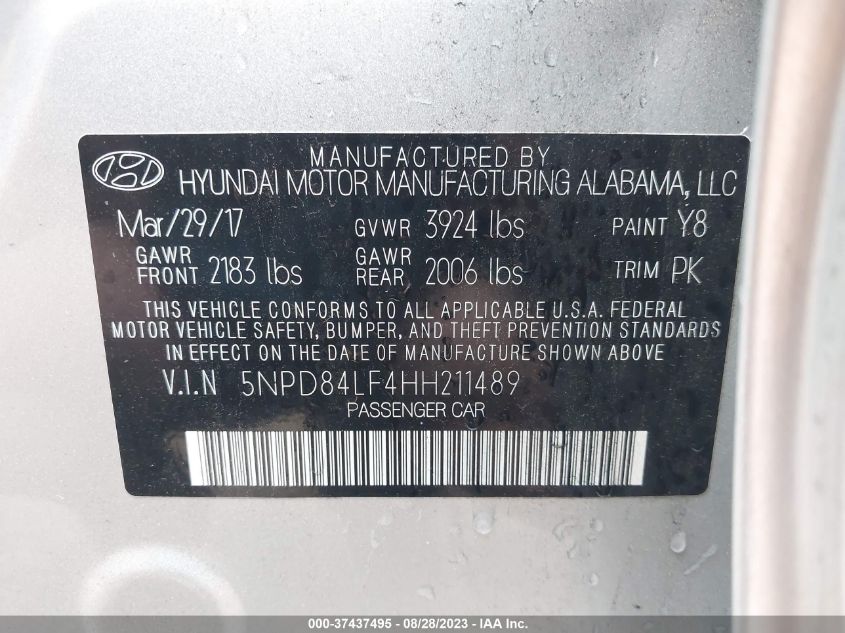 MANUFACTURED BY
HYUNDAI MOTOR MANUFACTURING ALABAMA, LLC
Mar/29/17 GVWR 3924 lbs PAINT Y8
GAWR FRONT 2183 lbs GAWR REAR 2006 lbs TRIM PK
THIS VEHICLE CONFORMS TO ALL APPLICABLE U.S.A. FEDERAL
MOTOR VEHICLE SAFETY, BUMPER, AND THEFT PREVENTION STANDARDS
IN EFFECT ON THE DATE OF MANUFACTURE SHOWN ABOVE
V.I.N 5NPD84LF4HH211489
PASSENGER CAR
000-37437495 - 08/28/2023 - IAA Inc.